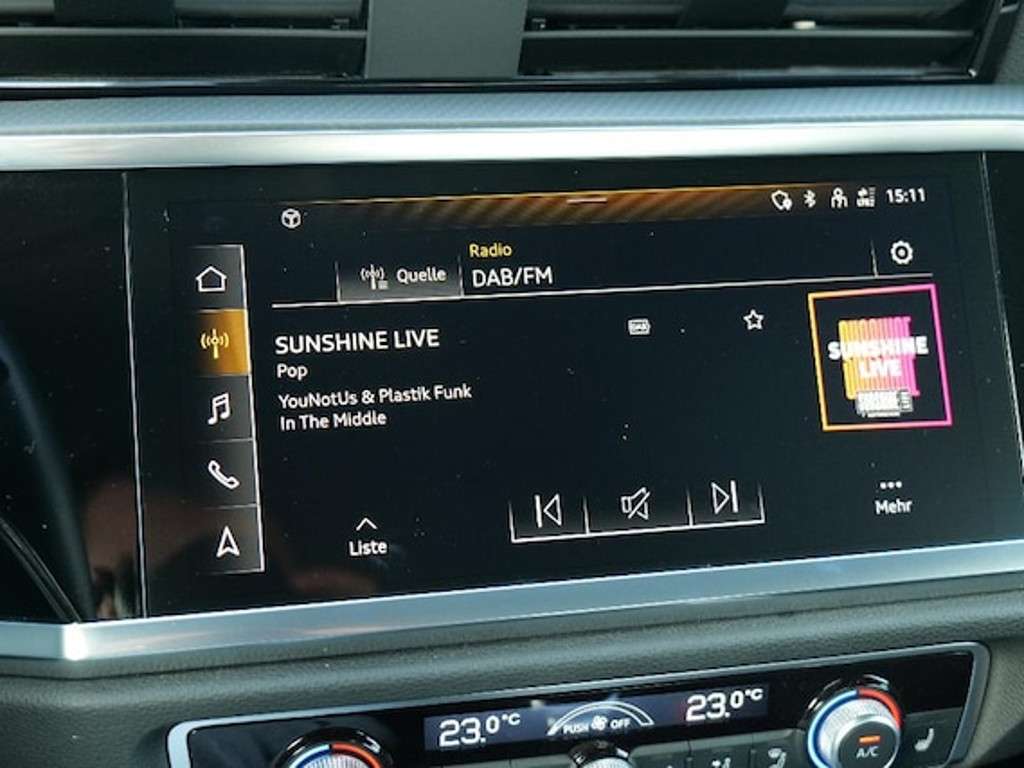 15:11
Radio
Quelle
DAB/FM
SUNSHINE LIVE
DAB
Pop
YouNotUs & Plastik Funk
In The Middle
SUNSHINE
LIVE
Liste
Mehr
23.0°C
PUSH OFF
23.0°C
A/C